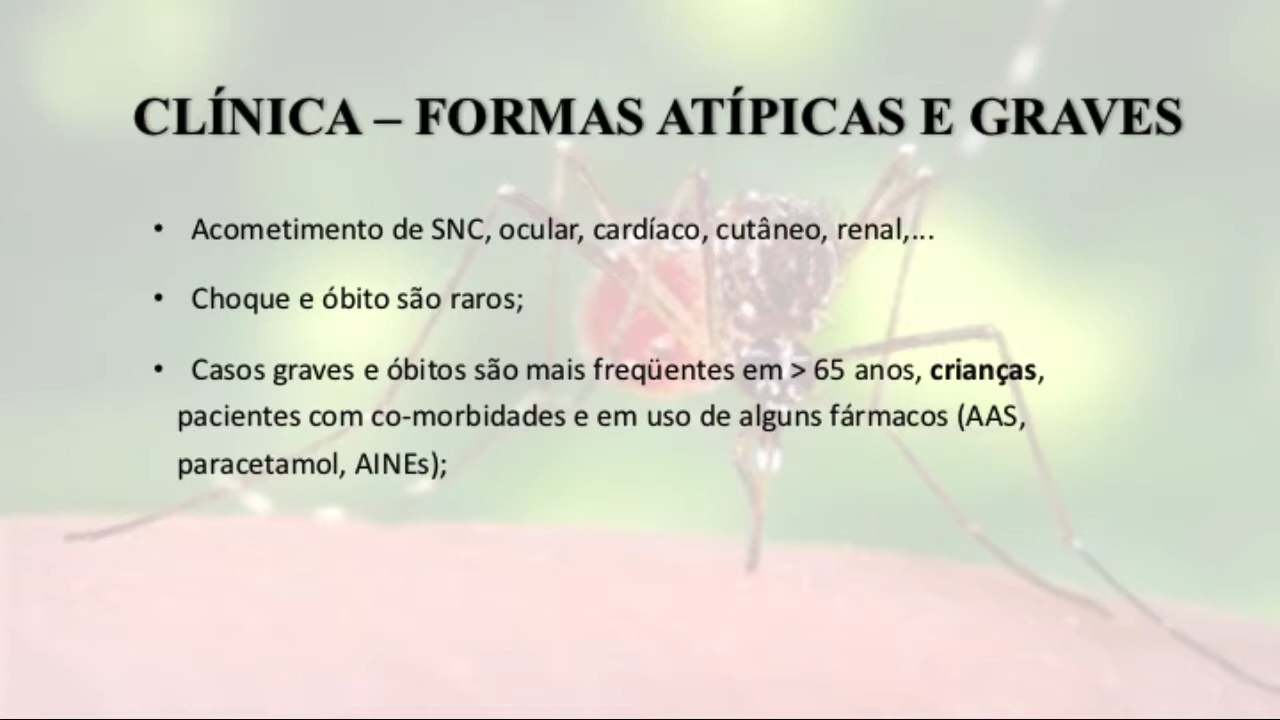 CLÍNICA – FORMAS ATÍPICAS E GRAVES
• Acometimento de SNC, ocular, cardíaco, cutâneo, renal,...
• Choque e óbito são raros;
• Casos graves e óbitos são mais freqüentes em > 65 anos, crianças,
pacientes com co-morbidades e em uso de alguns fármacos (AAS,
paracetamol, AINEs);